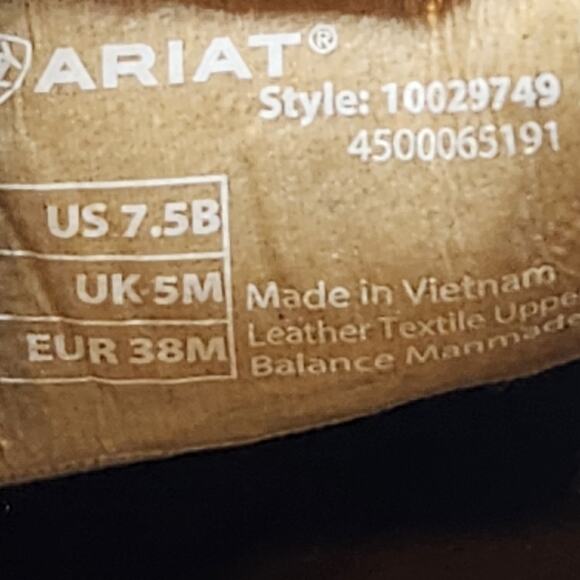 ARIAT®
Style: 10029749
4500065191
US 7.5B
UK 5M
EUR 38M
Made in Vietnam
Leather Textile Uppe
Balance Manmade